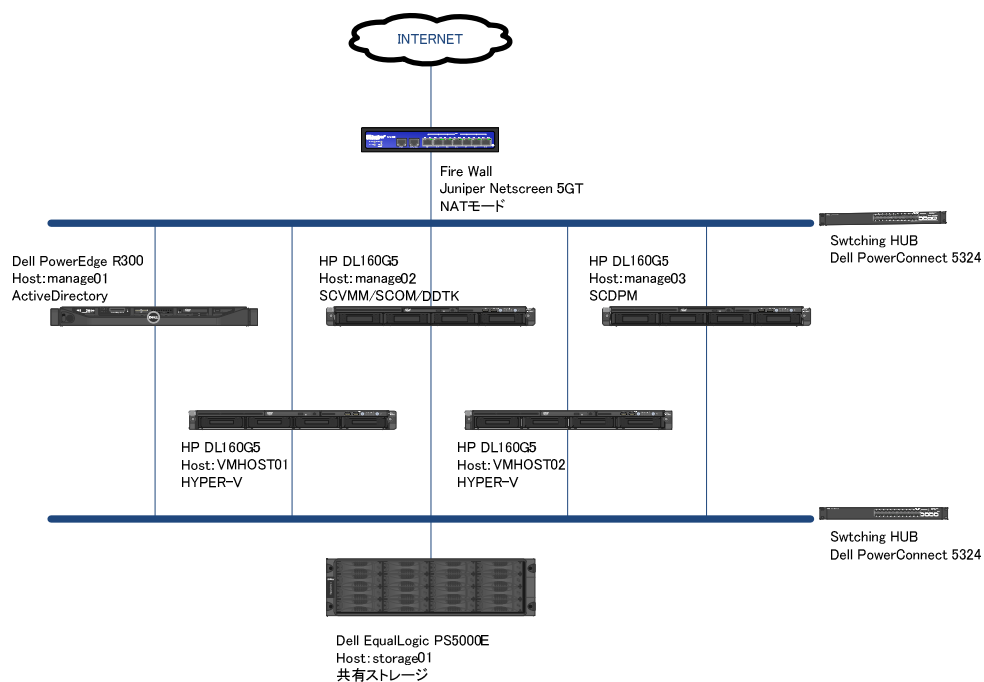 INTERNET
Fire Wall
Juniper Netscreen 5GT
NATモード
Swtching HUB
Dell PowerConnect 5324
Dell PowerEdge R300
Host:manage01
ActiveDirectory
HP DL160G5
Host:manage02
SCVMM/SCOM/DDTK
HP DL160G5
Host:manage03
SCDPM
HP DL160G5
Host:VMHOST01
HYPER-V
HP DL160G5
Host:VMHOST02
HYPER-V
Swtching HUB
Dell PowerConnect 5324
Dell EqualLogic PS5000E
Host:storage01
共有ストレージ